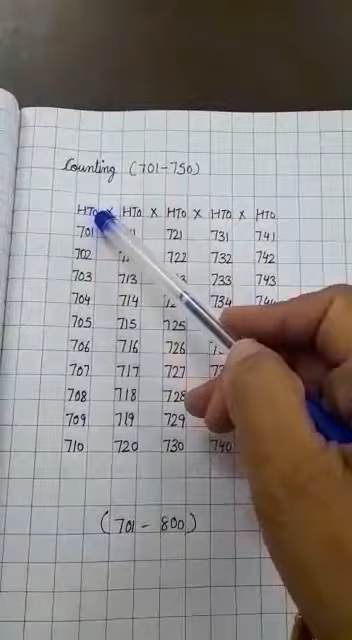 Counting (701-750)
HTO x HTO x HTO x HTO x HTO
701 721 731 741
702 722 732 742
703 713 733 743
704 714 734
705 715 725
706 716 726
707 717 727
708 718 728
709 719 729
710 720 730 740
(701 - 800)